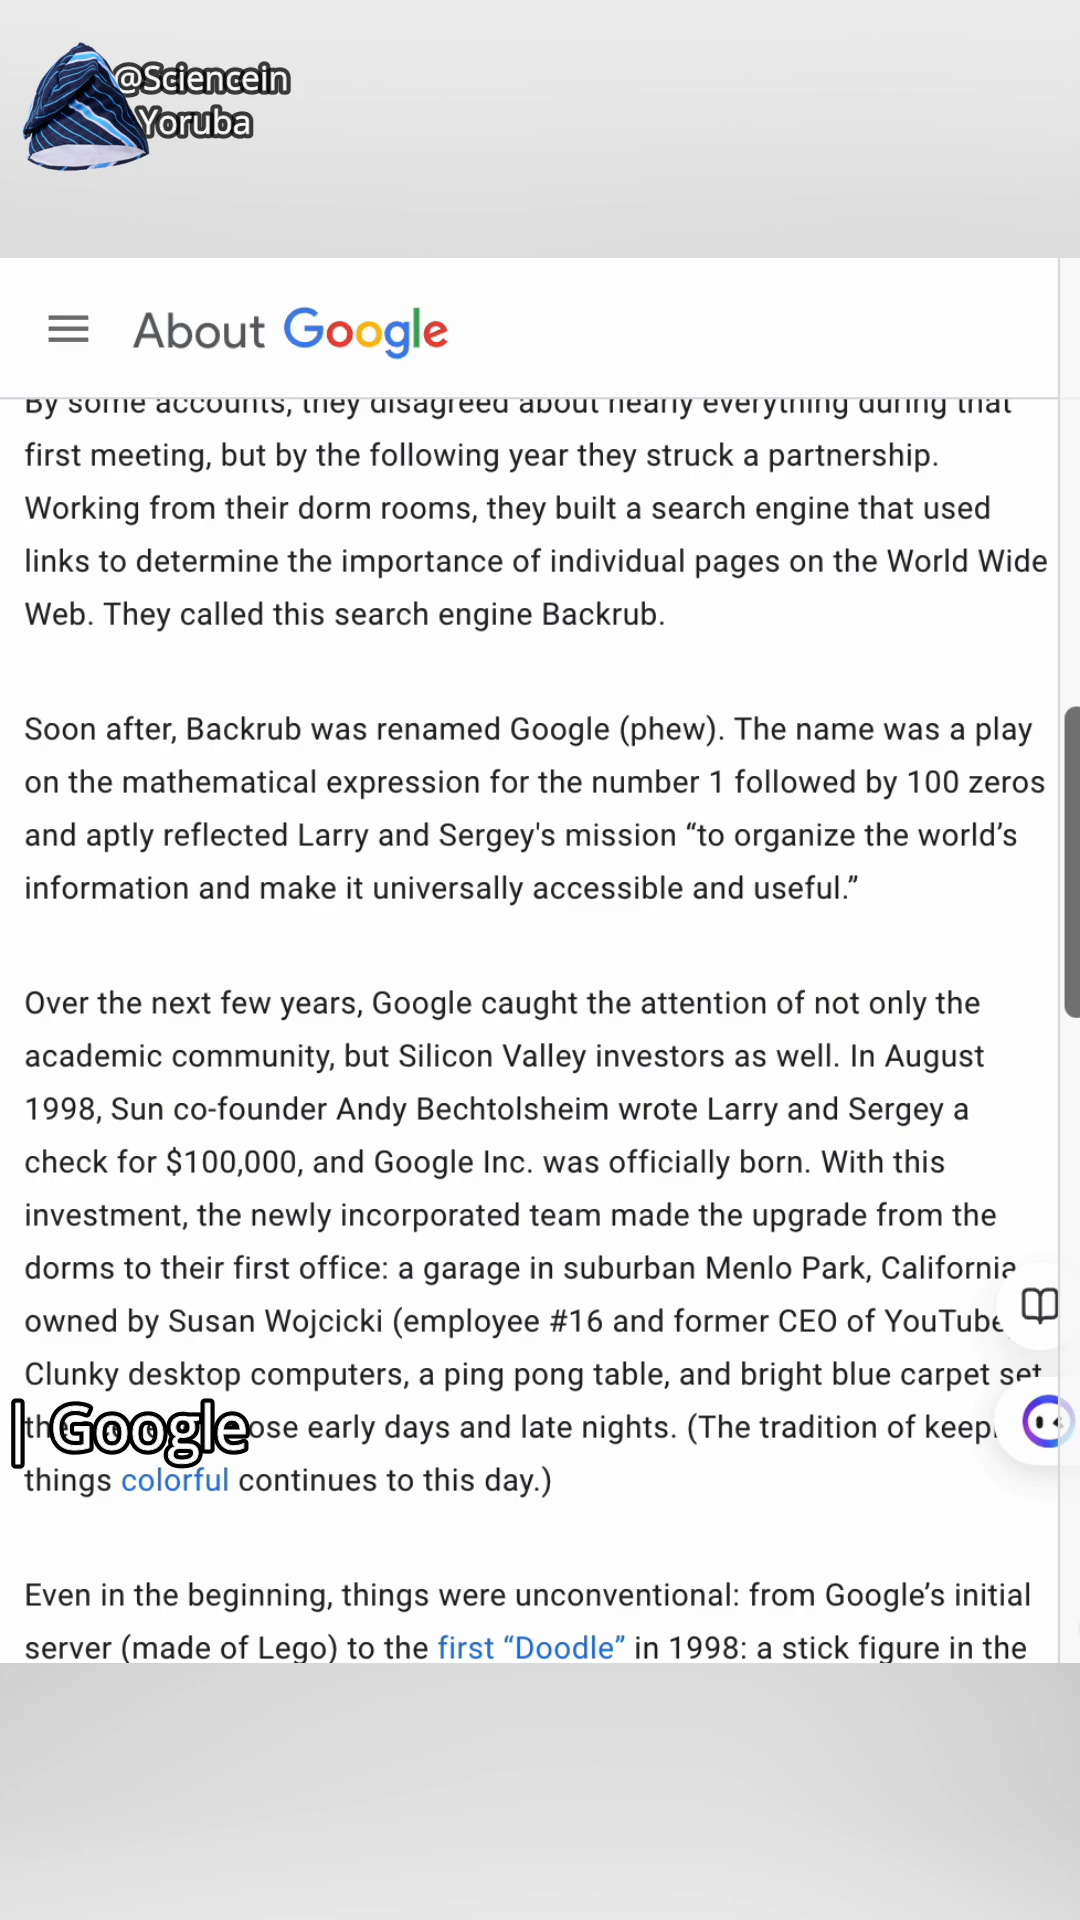 @Sciencein
Yoruba
About Google
By some accounts, they disagreed about nearly everything during that
first meeting, but by the following year they struck a partnership.
Working from their dorm rooms, they built a search engine that used
links to determine the importance of individual pages on the World Wide
Web. They called this search engine Backrub.
Soon after, Backrub was renamed Google (phew). The name was a play
on the mathematical expression for the number 1 followed by 100 zeros
and aptly reflected Larry and Sergey's mission “to organize the world’s
information and make it universally accessible and useful.”
Over the next few years, Google caught the attention of not only the
academic community, but Silicon Valley investors as well. In August
1998, Sun co-founder Andy Bechtolsheim wrote Larry and Sergey a
check for $100,000, and Google Inc. was officially born. With this
investment, the newly incorporated team made the upgrade from the
dorms to their first office: a garage in suburban Menlo Park, California
owned by Susan Wojcicki (employee #16 and former CEO of YouTube
Clunky desktop computers, a ping pong table, and bright blue carpet set
| Google
early days and late nights. (The tradition of
things colorful continues to this day.)
Even in the beginning, things were unconventional: from Google’s initial
server (made of Lego) to the first “Doodle” in 1998: a stick figure in the